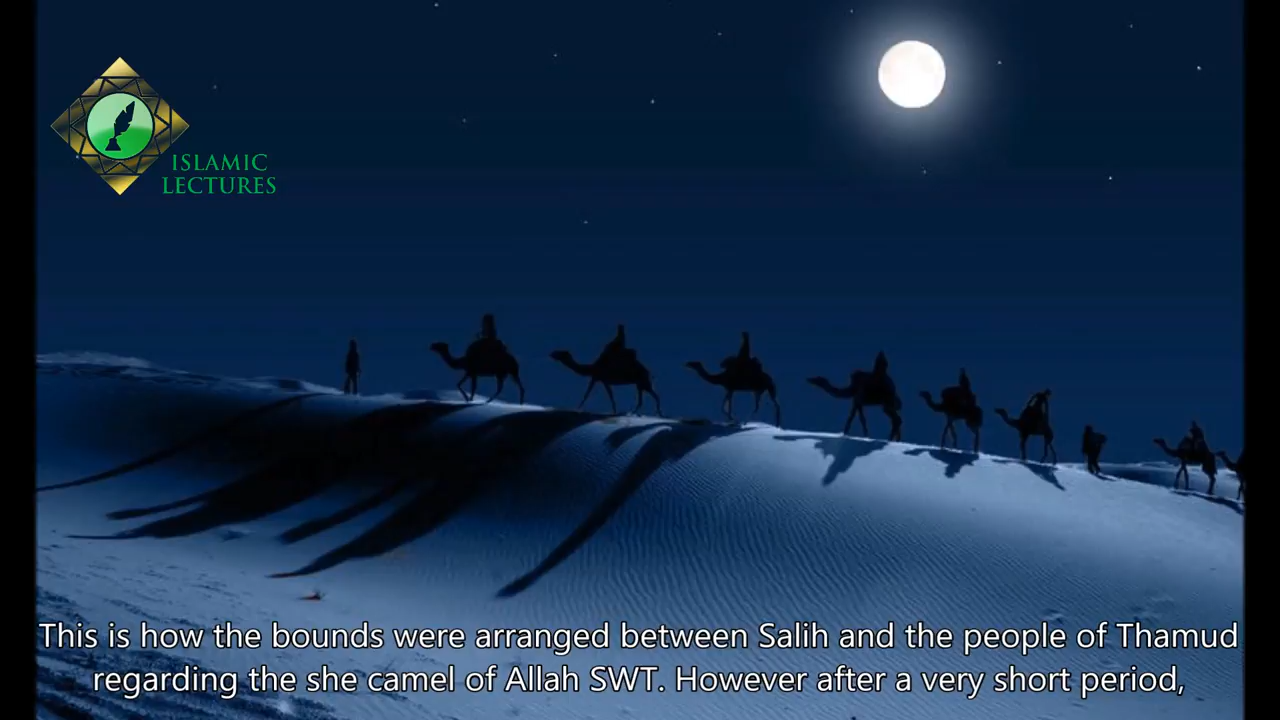 ISLAMIC
LECTURES
This is how the bounds were arranged between Salih and the people of Thamud
regarding the she camel of Allah SWT. However after a very short period,